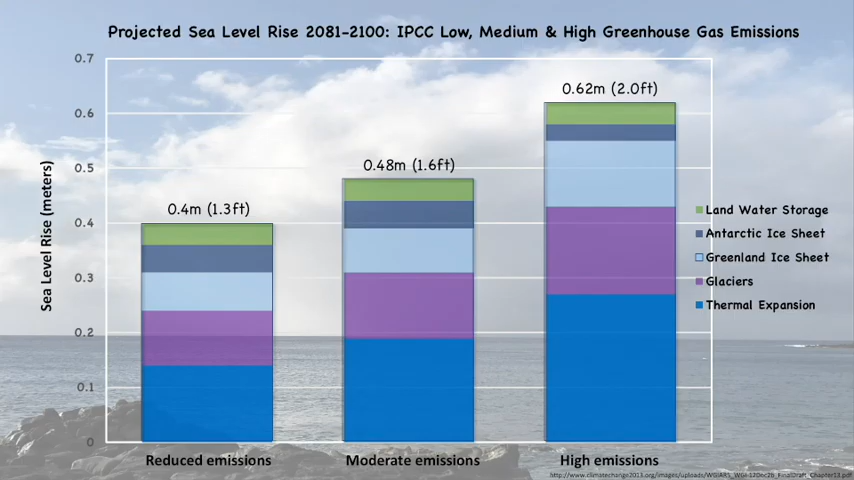 Projected Sea Level Rise 2081-2100: IPCC Low, Medium & High Greenhouse Gas Emissions
Sea Level Rise (meters)
0.7
0.6
0.5
0.4
0.3
0.2
0.1
0
0.4m (1.3ft)
0.48m (1.6ft)
0.62m (2.0ft)
Land Water Storage
Antarctic Ice Sheet
Greenland Ice Sheet
Glaciers
Thermal Expansion
Reduced emissions
Moderate emissions
High emissions